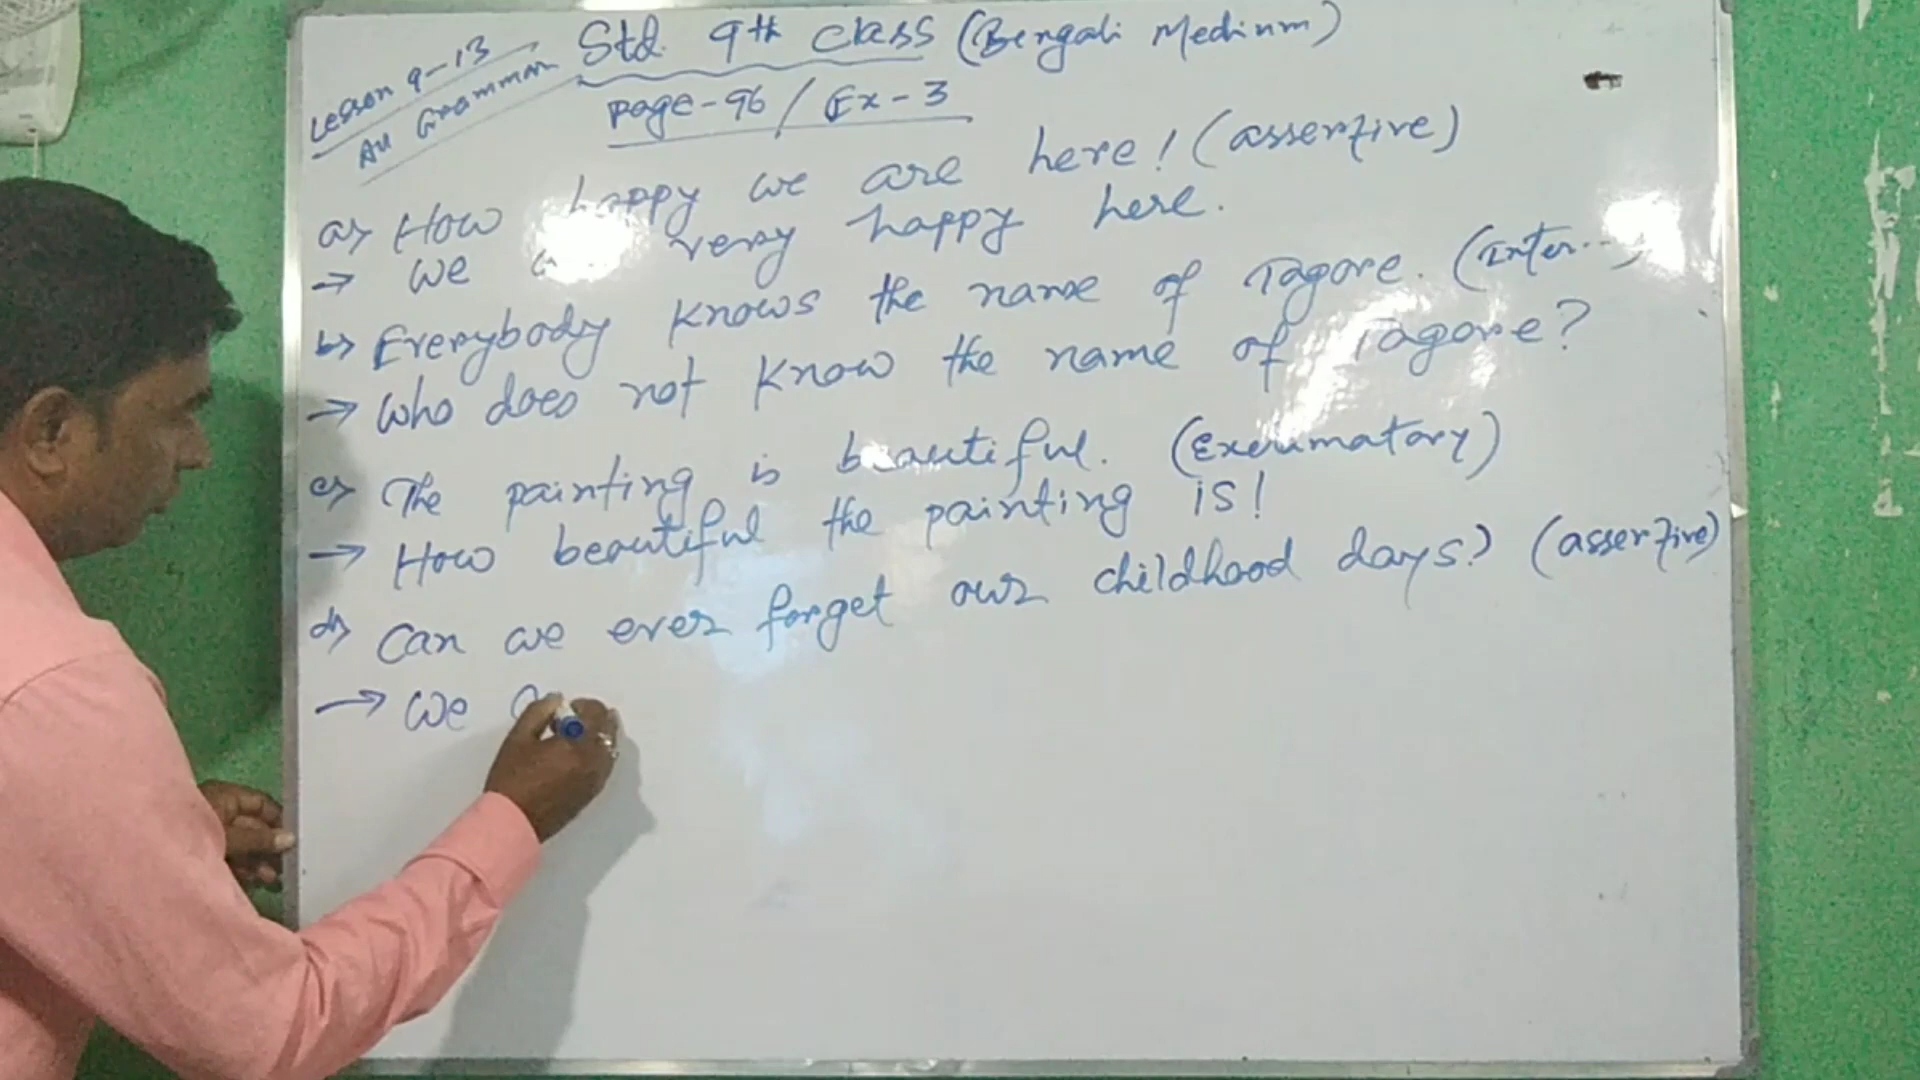 Lesson 9-13
All Grammar
Std. 9th class (Bengali Medium)
Page-96 / Ex-3
a) How happy we are here! (assertive)
→ We very happy here.
b) Everybody knows the name of Tagore. (Inter...)
→ Who does not know the name of Tagore?
c) The painting is beautiful. (Exclamatory)
→ How beautiful the painting is!
d) Can we ever forget our childhood days? (assertive)
→ We